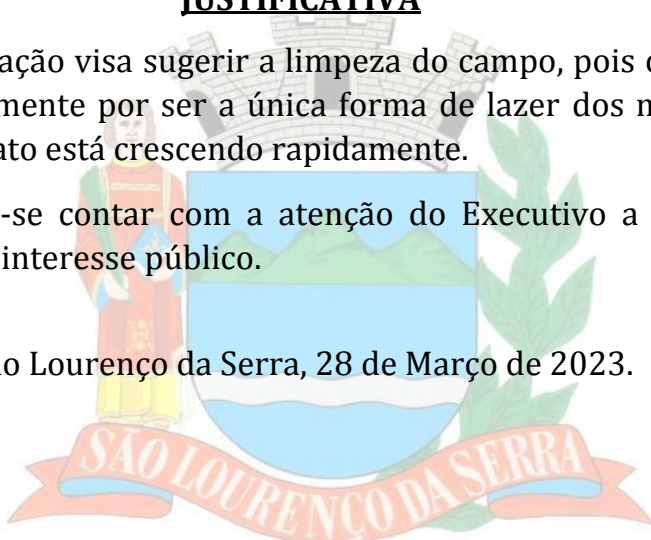 JUSTIFICATIVA
ação visa sugerir a limpeza do campo, pois
mente por ser a única forma de lazer dos
ato está crescendo rapidamente.
-se contar com a atenção do Executivo a
interesse público.
o Lourenço da Serra, 28 de Março de 2023.
SÃO LOURENÇO DA SERRA